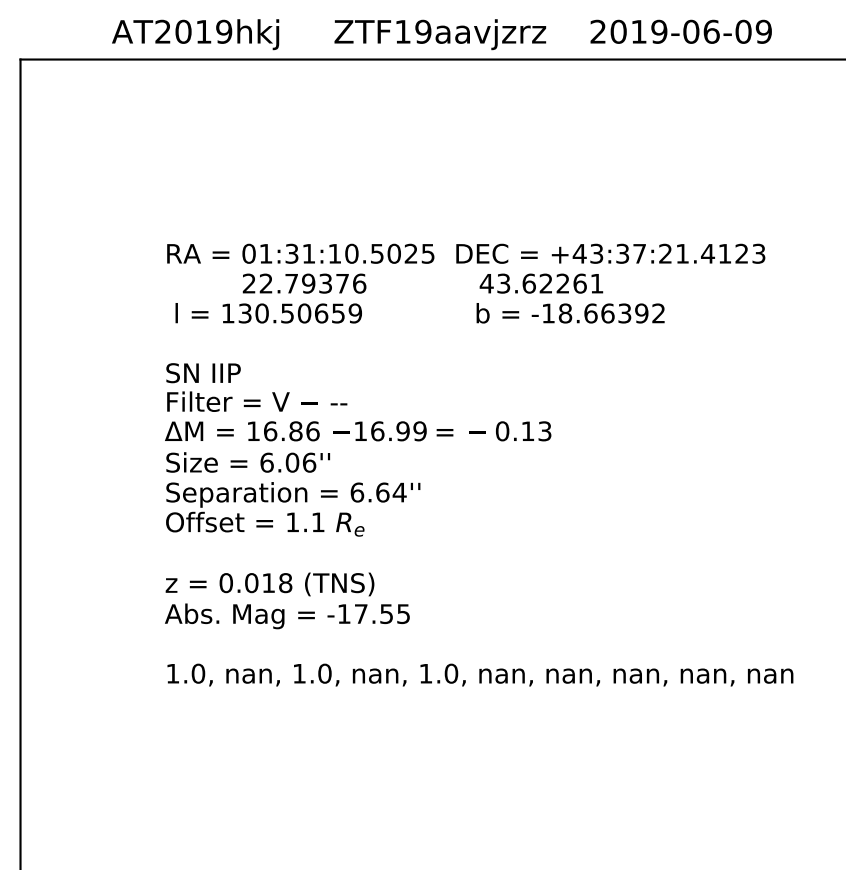 AT2019hkj ZTF19aavjzrz 2019-06-09
RA = 01:31:10.5025 DEC = +43:37:21.4123
22.79376 43.62261
l = 130.50659 b = -18.66392
SN IIP
Filter = V − --
ΔM = 16.86 −16.99 = − 0.13
Size = 6.06''
Separation = 6.64''
Offset = 1.1 Rₑ
z = 0.018 (TNS)
Abs. Mag = -17.55
1.0, nan, 1.0, nan, 1.0, nan, nan, nan, nan, nan